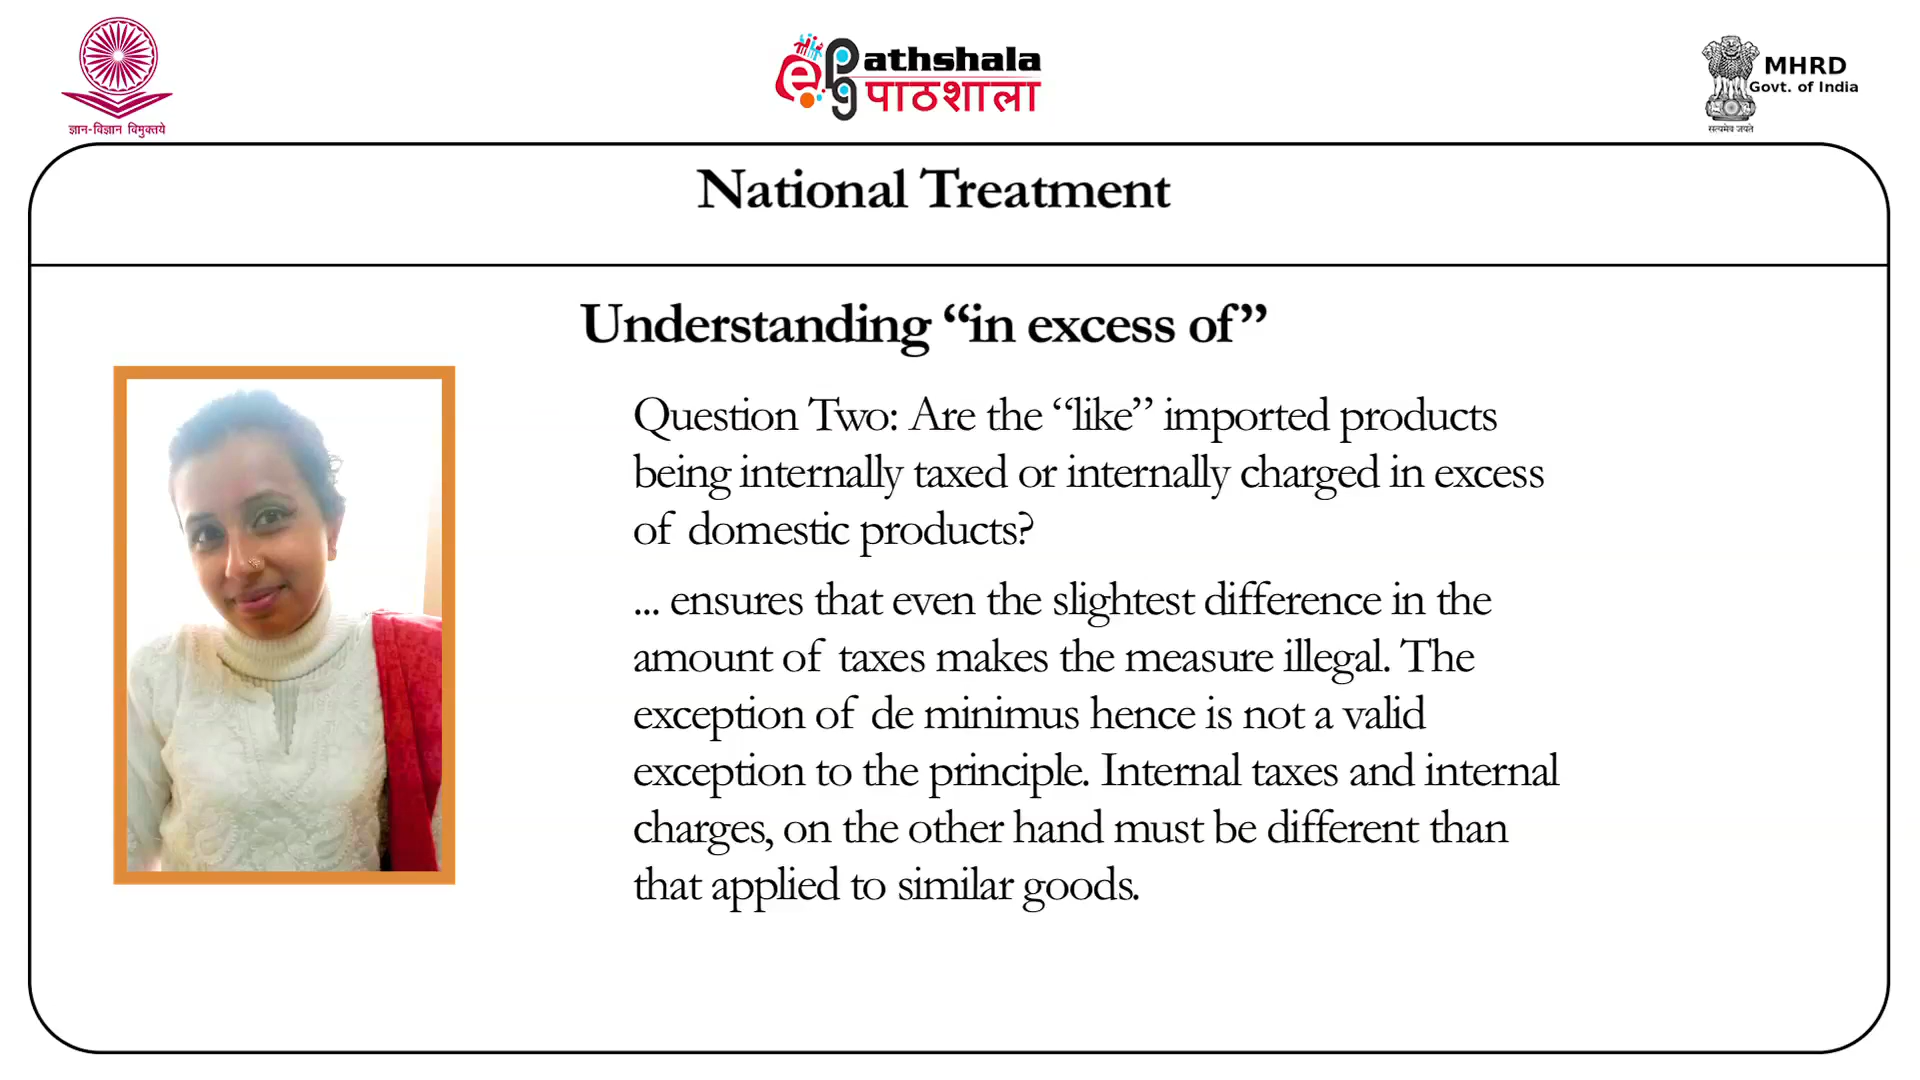 ज्ञान-विज्ञान विमुक्तये
ePathshala
pg पाठशाला
MHRD
Govt. of India
सत्यमेव जयते
National Treatment
Understanding “in excess of”
Question Two: Are the “like” imported products
being internally taxed or internally charged in excess
of domestic products?
... ensures that even the slightest difference in the
amount of taxes makes the measure illegal. The
exception of de minimus hence is not a valid
exception to the principle. Internal taxes and internal
charges, on the other hand must be different than
that applied to similar goods.